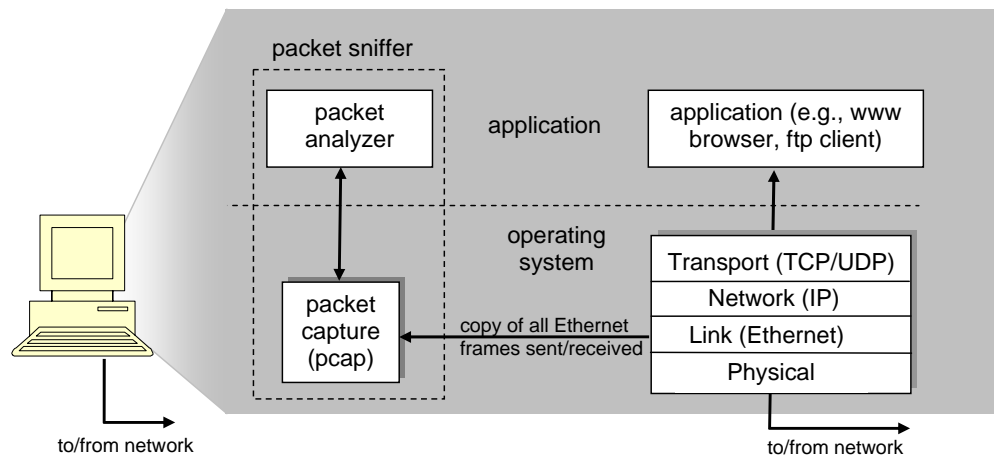 packet sniffer
packet
analyzer
application
application (e.g., www
browser, ftp client)
operating
system
packet
capture
(pcap)
copy of all Ethernet
frames sent/received
Transport (TCP/UDP)
Network (IP)
Link (Ethernet)
Physical
to/from network
to/from network